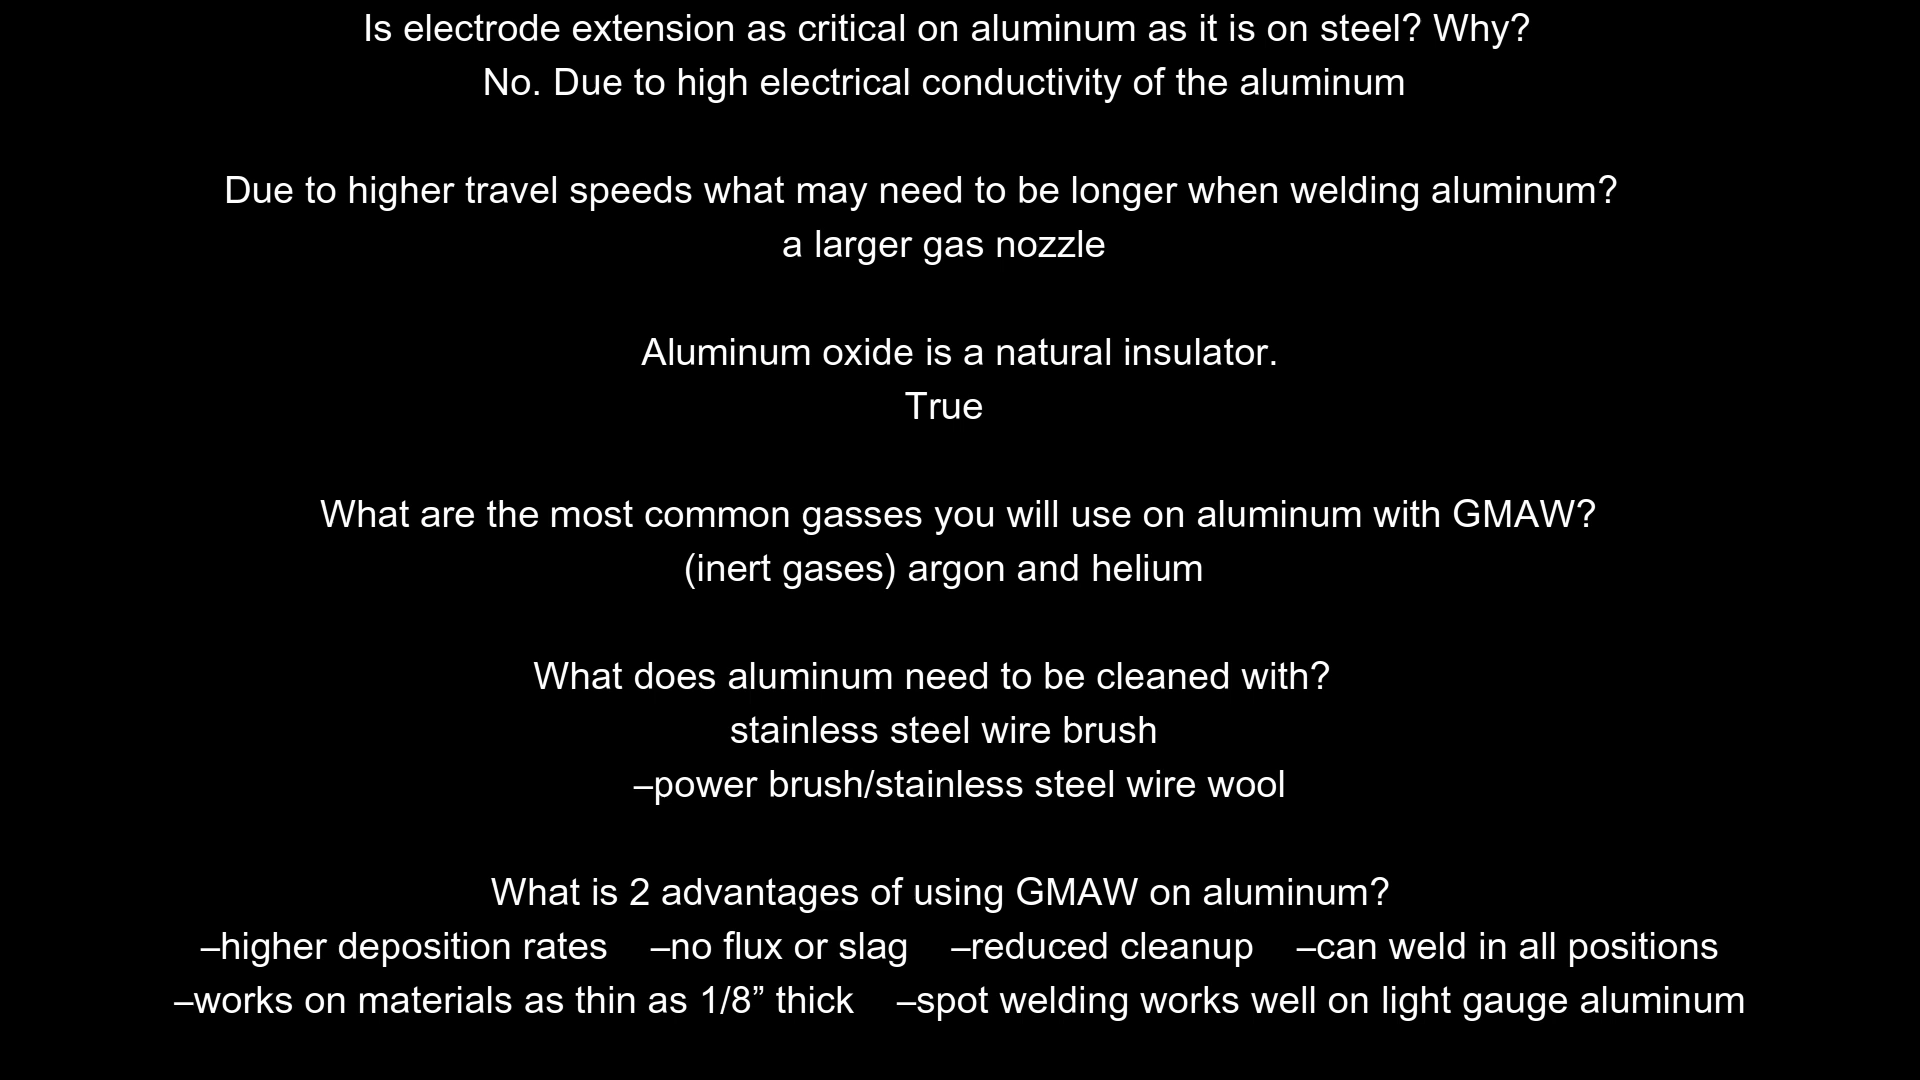 Is electrode extension as critical on aluminum as it is on steel? Why?
No. Due to high electrical conductivity of the aluminum
Due to higher travel speeds what may need to be longer when welding aluminum?
a larger gas nozzle
Aluminum oxide is a natural insulator.
True
What are the most common gasses you will use on aluminum with GMAW?
(inert gases) argon and helium
What does aluminum need to be cleaned with?
stainless steel wire brush
–power brush/stainless steel wire wool
What is 2 advantages of using GMAW on aluminum?
–higher deposition rates –no flux or slag –reduced cleanup –can weld in all positions
–works on materials as thin as 1/8” thick –spot welding works well on light gauge aluminum